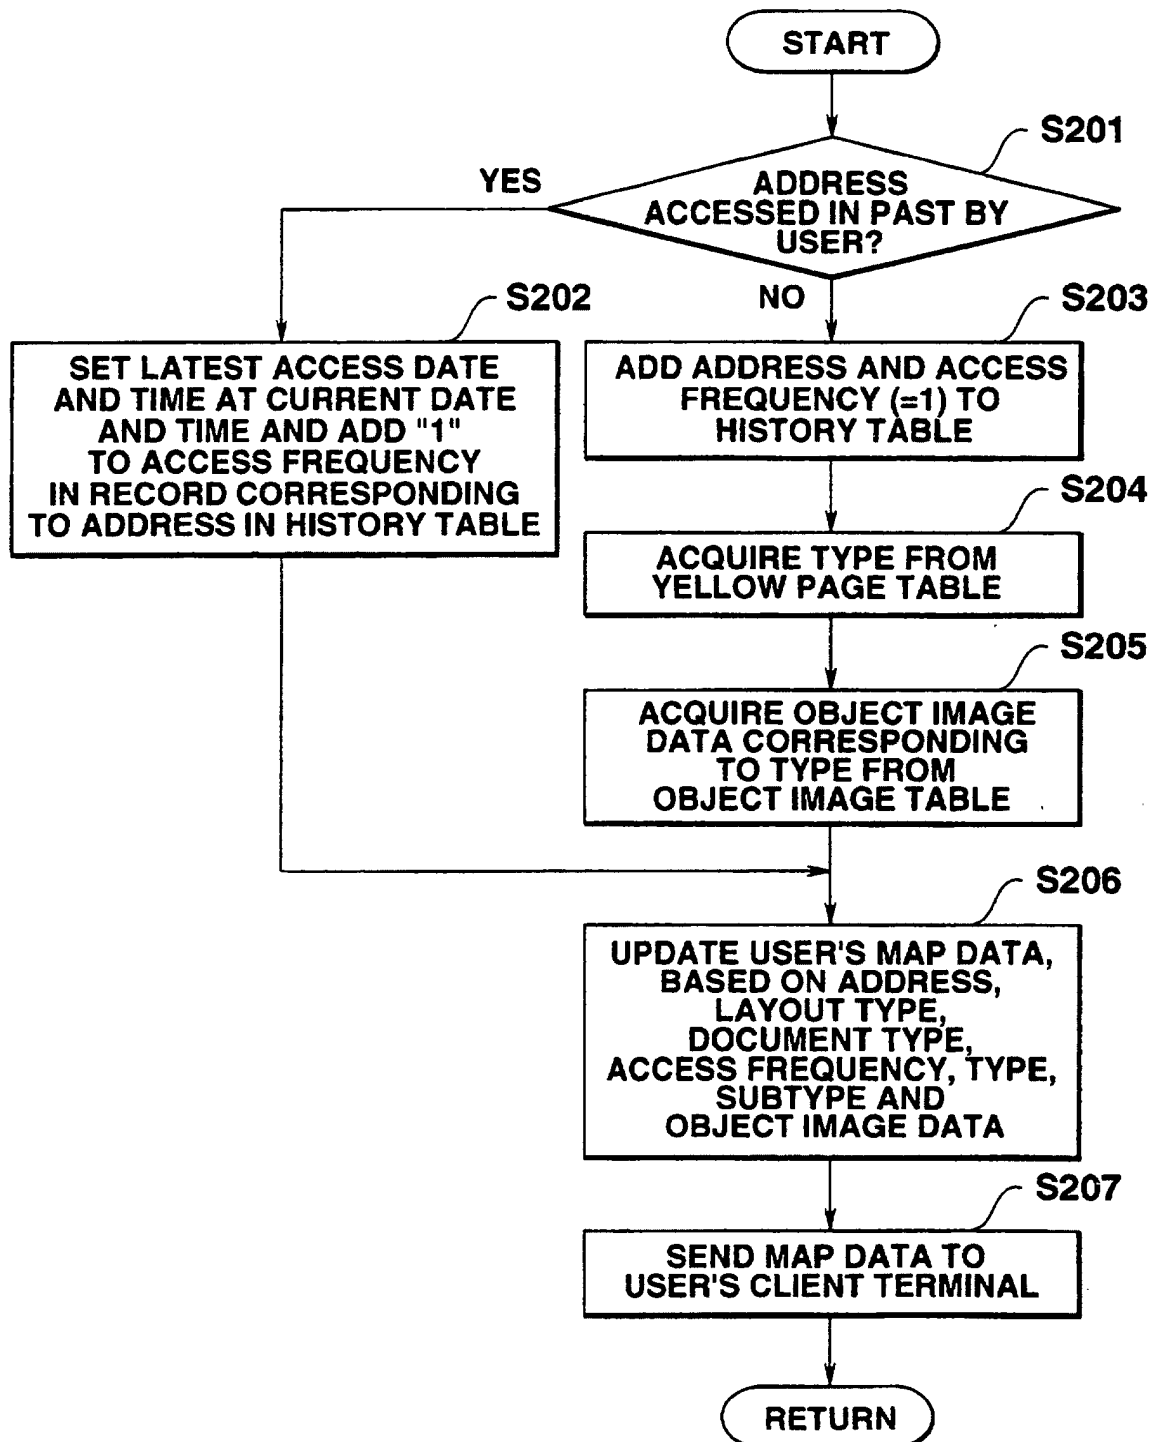 START
S201
ADDRESS
ACCESSED IN PAST BY
USER?
YES
NO
S202
SET LATEST ACCESS DATE
AND TIME AT CURRENT DATE
AND TIME AND ADD "1"
TO ACCESS FREQUENCY
IN RECORD CORRESPONDING
TO ADDRESS IN HISTORY TABLE
S203
ADD ADDRESS AND ACCESS
FREQUENCY (=1) TO
HISTORY TABLE
S204
ACQUIRE TYPE FROM
YELLOW PAGE TABLE
S205
ACQUIRE OBJECT IMAGE
DATA CORRESPONDING
TO TYPE FROM
OBJECT IMAGE TABLE
S206
UPDATE USER'S MAP DATA,
BASED ON ADDRESS,
LAYOUT TYPE,
DOCUMENT TYPE,
ACCESS FREQUENCY, TYPE,
SUBTYPE AND
OBJECT IMAGE DATA
S207
SEND MAP DATA TO
USER'S CLIENT TERMINAL
RETURN